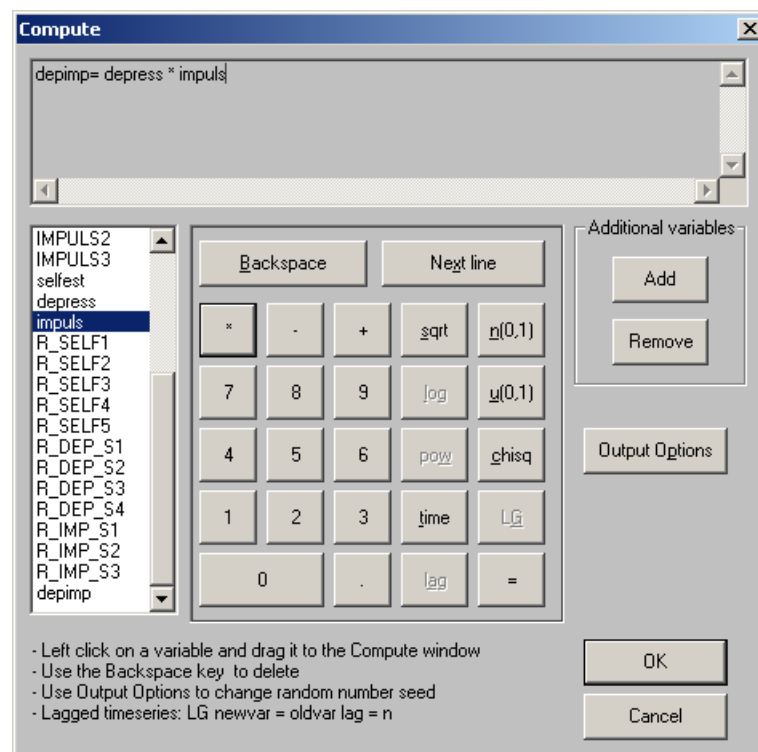 Compute
depimp= depress * impuls
IMPULS2
IMPULS3
selfest
depress
impuls
R_SELF1
R_SELF2
R_SELF3
R_SELF4
R_SELF5
R_DEP_S1
R_DEP_S2
R_DEP_S3
R_DEP_S4
R_IMP_S1
R_IMP_S2
R_IMP_S3
depimp
Backspace
Next line
* - + sqrt n(0,1)
7 8 9 log u(0,1)
4 5 6 pow chisq
1 2 3 time LG
0 . lag =
Additional variables
Add
Remove
Output Options
- Left click on a variable and drag it to the Compute window
- Use the Backspace key to delete
- Use Output Options to change random number seed
- Lagged timeseries: LG newvar = oldvar lag = n
OK
Cancel